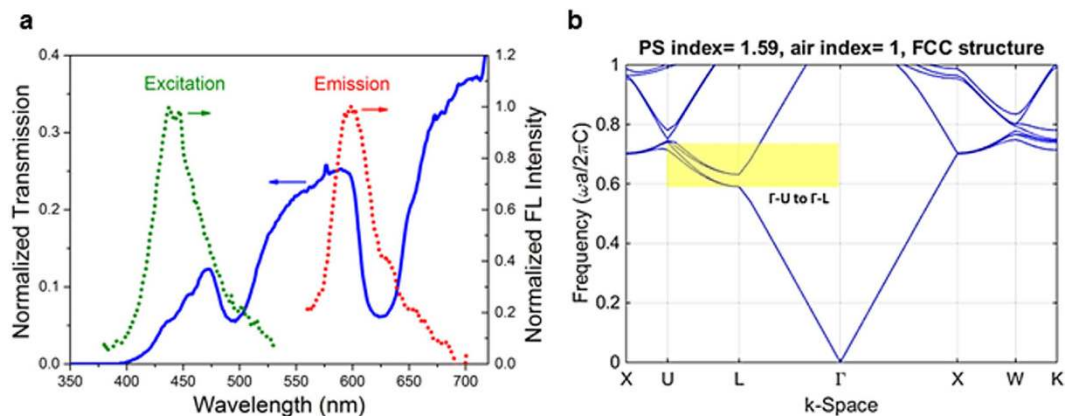 a
Normalized Transmission
0.4
0.3
0.2
0.1
0.0
Excitation
Emission
1.2
1.0
0.8
0.6
0.4
0.2
0.0
Normalized FL Intensity
350 400 450 500 550 600 650 700
Wavelength (nm)
b
PS index= 1.59, air index= 1, FCC structure
Frequency (ωa/2πC)
1
0.8
0.6
0.4
0.2
0
Γ-U to Γ-L
X U L Γ X W K
k-Space